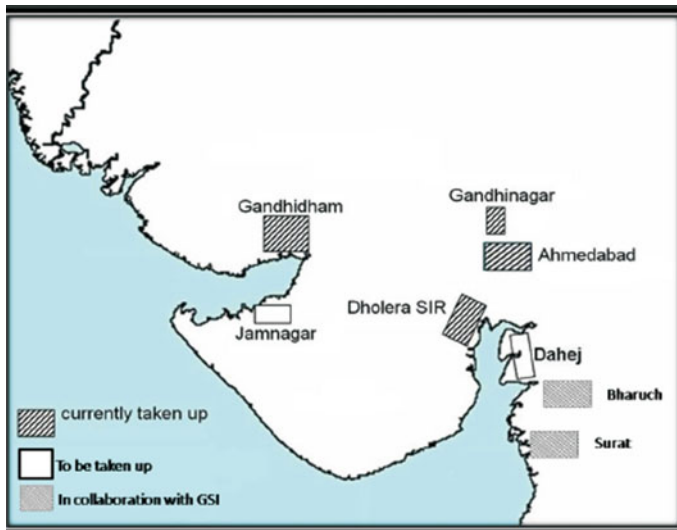 Gandhinagar
Gandhidham
Ahmedabad
Dholera SIR
Jamnagar
Dahej
Bharuch
currently taken up
Surat
To be taken up
In collaboration with GSI